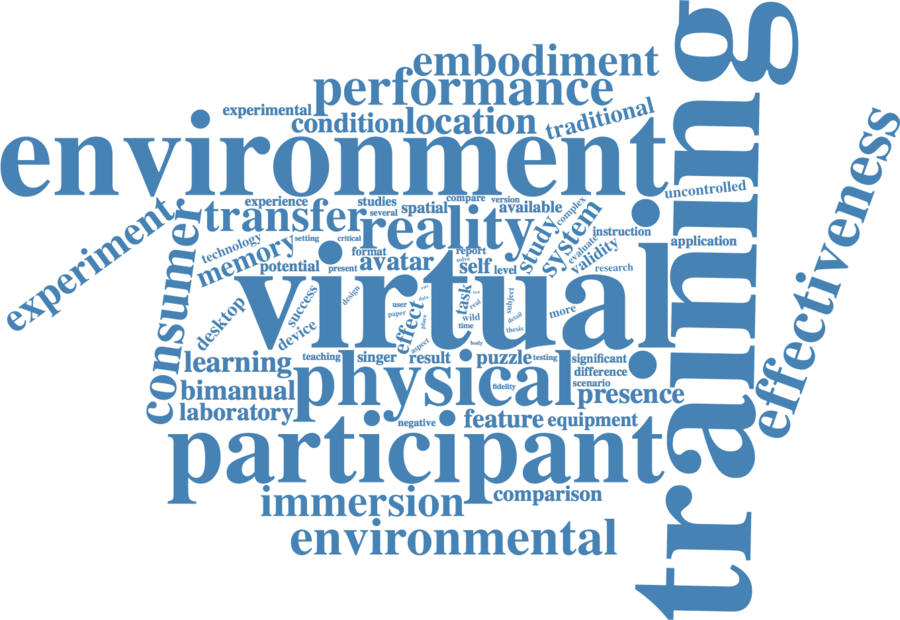 embodiment
performance
experimental
condition
location
traditional
environment
training
uncontrolled
effectiveness
experience
studies
compare
version
several
spatial
available
complex
experiment
consumer
transfer
reality
study
system
instruction
application
technology
setting
critical
memory
format
report
evaluate
validity
potential
present
avatar
self
level
research
virtual
desktop
success
device
design
user
data
paper
place
effect
aspect
task
real
wild
time
subject
detail
thesis
more
body
learning
teaching
singer
result
puzzle
testing
significant
difference
scenario
bimanual
physical
fidelity
presence
laboratory
negative
feature
equipment
participant
immersion
comparison
environmental